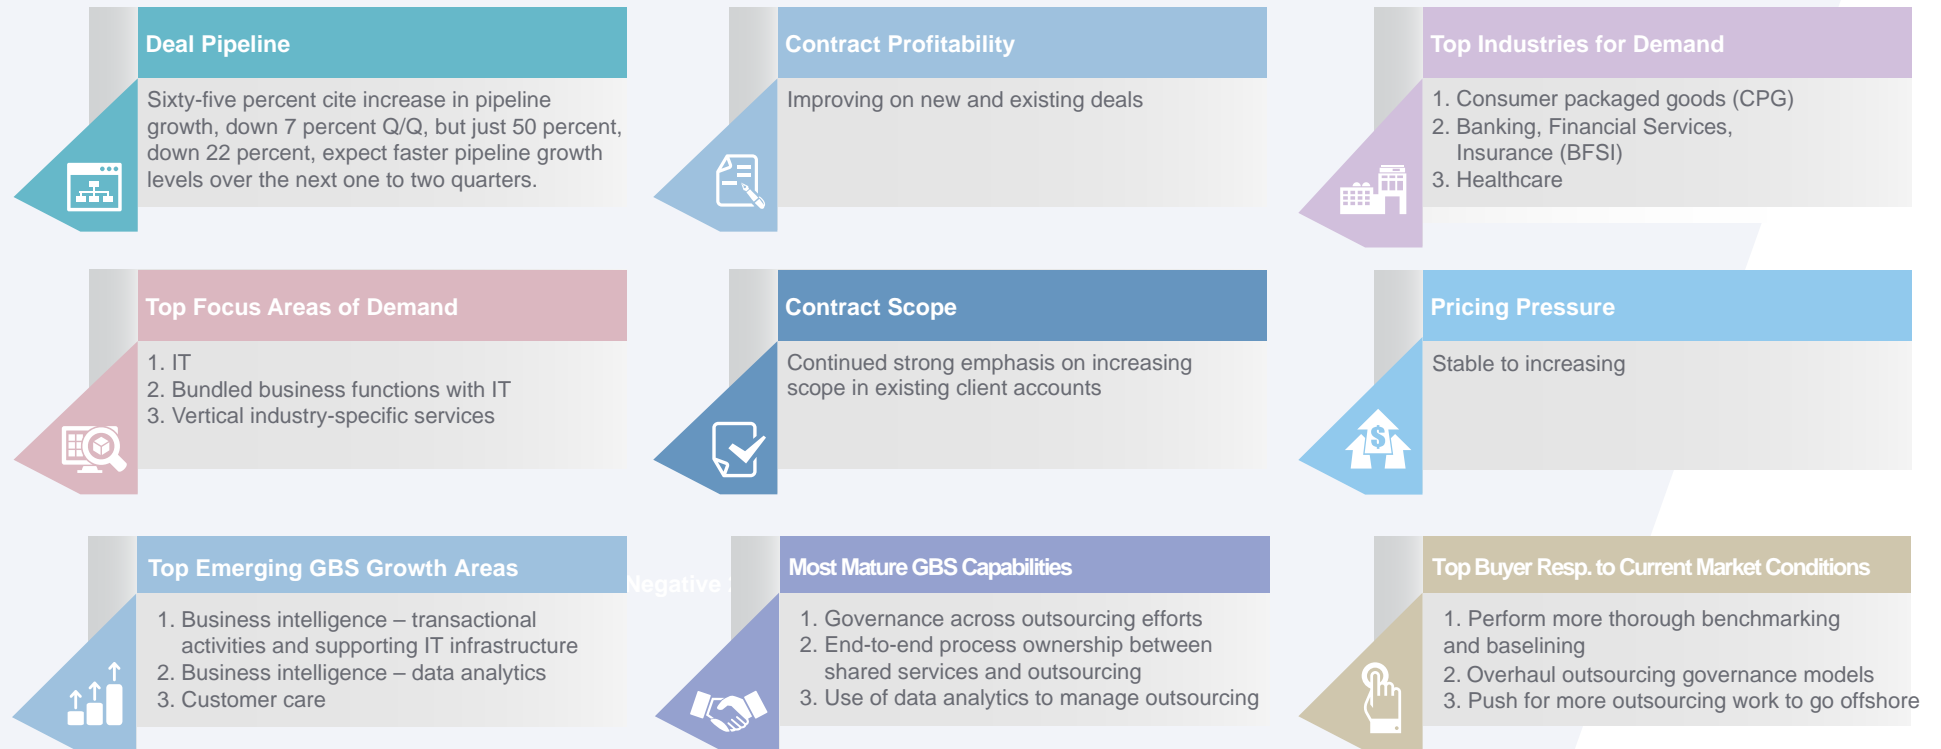 Deal Pipeline
Sixty-five percent cite increase in pipeline
growth, down 7 percent Q/Q, but just 50 percent,
down 22 percent, expect faster pipeline growth
levels over the next one to two quarters.
Contract Profitability
Improving on new and existing deals
Top Industries for Demand
1. Consumer packaged goods (CPG)
2. Banking, Financial Services,
Insurance (BFSI)
3. Healthcare
Top Focus Areas of Demand
1. IT
2. Bundled business functions with IT
3. Vertical industry-specific services
Contract Scope
Continued strong emphasis on increasing
scope in existing client accounts
Pricing Pressure
Stable to increasing
$
Top Emerging GBS Growth Areas
1. Business intelligence – transactional
activities and supporting IT infrastructure
2. Business intelligence – data analytics
3. Customer care
Negative
Most Mature GBS Capabilities
1. Governance across outsourcing efforts
2. End-to-end process ownership between
shared services and outsourcing
3. Use of data analytics to manage outsourcing
Top Buyer Resp. to Current Market Conditions
1. Perform more thorough benchmarking
and baselining
2. Overhaul outsourcing governance models
3. Push for more outsourcing work to go offshore